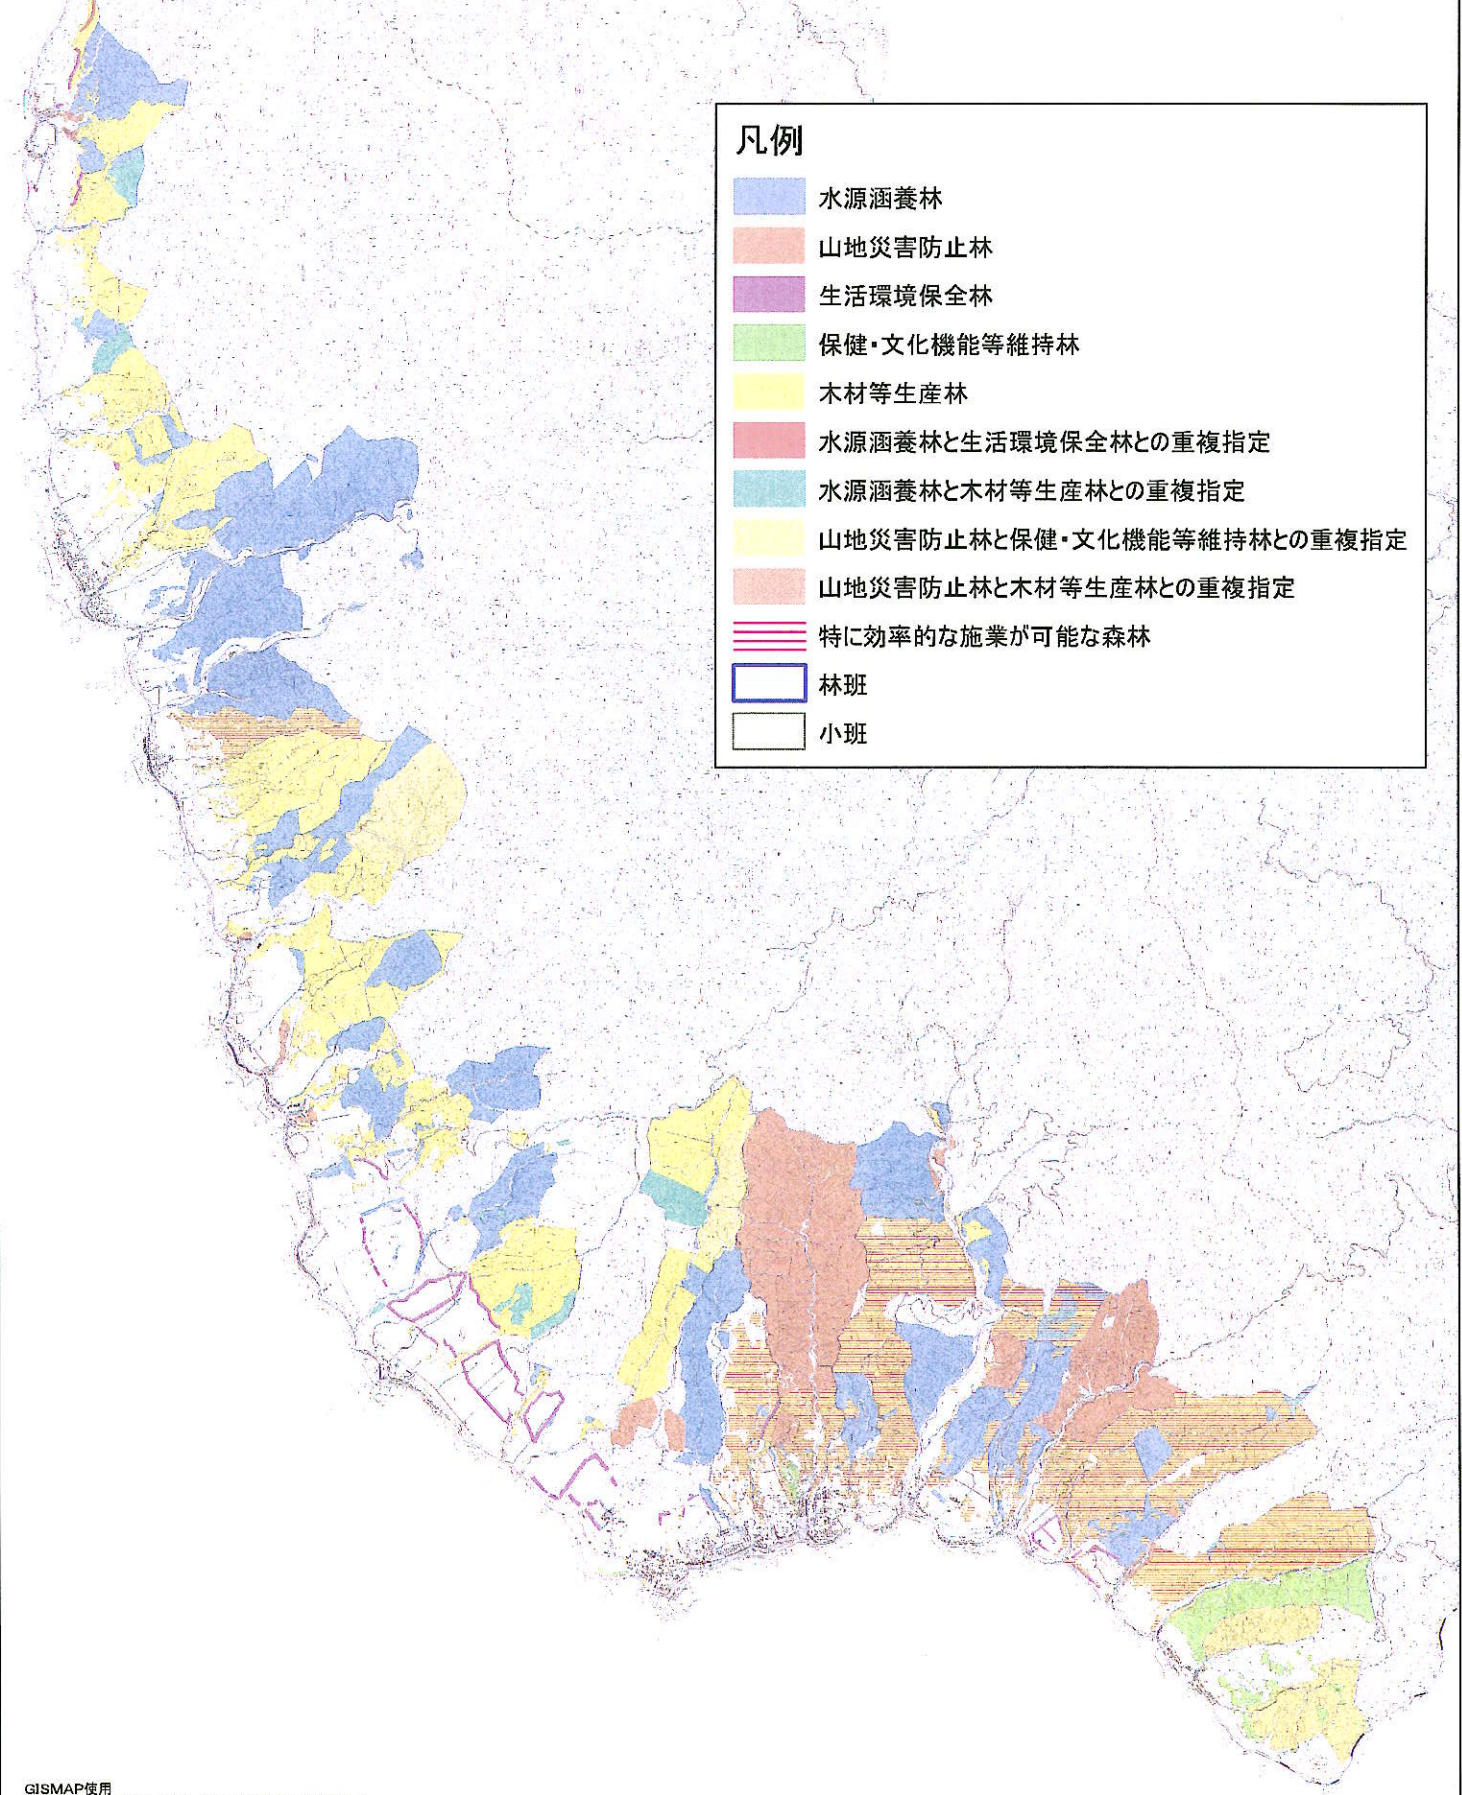 凡例
水源涵養林
山地災害防止林
生活環境保全林
保健・文化機能等維持林
木材等生産林
水源涵養林と生活環境保全林との重複指定
水源涵養林と木材等生産林との重複指定
山地災害防止林と保健・文化機能等維持林との重複指定
山地災害防止林と木材等生産林との重複指定
特に効率的な施業が可能な森林
林班
小班
GISMAP使用